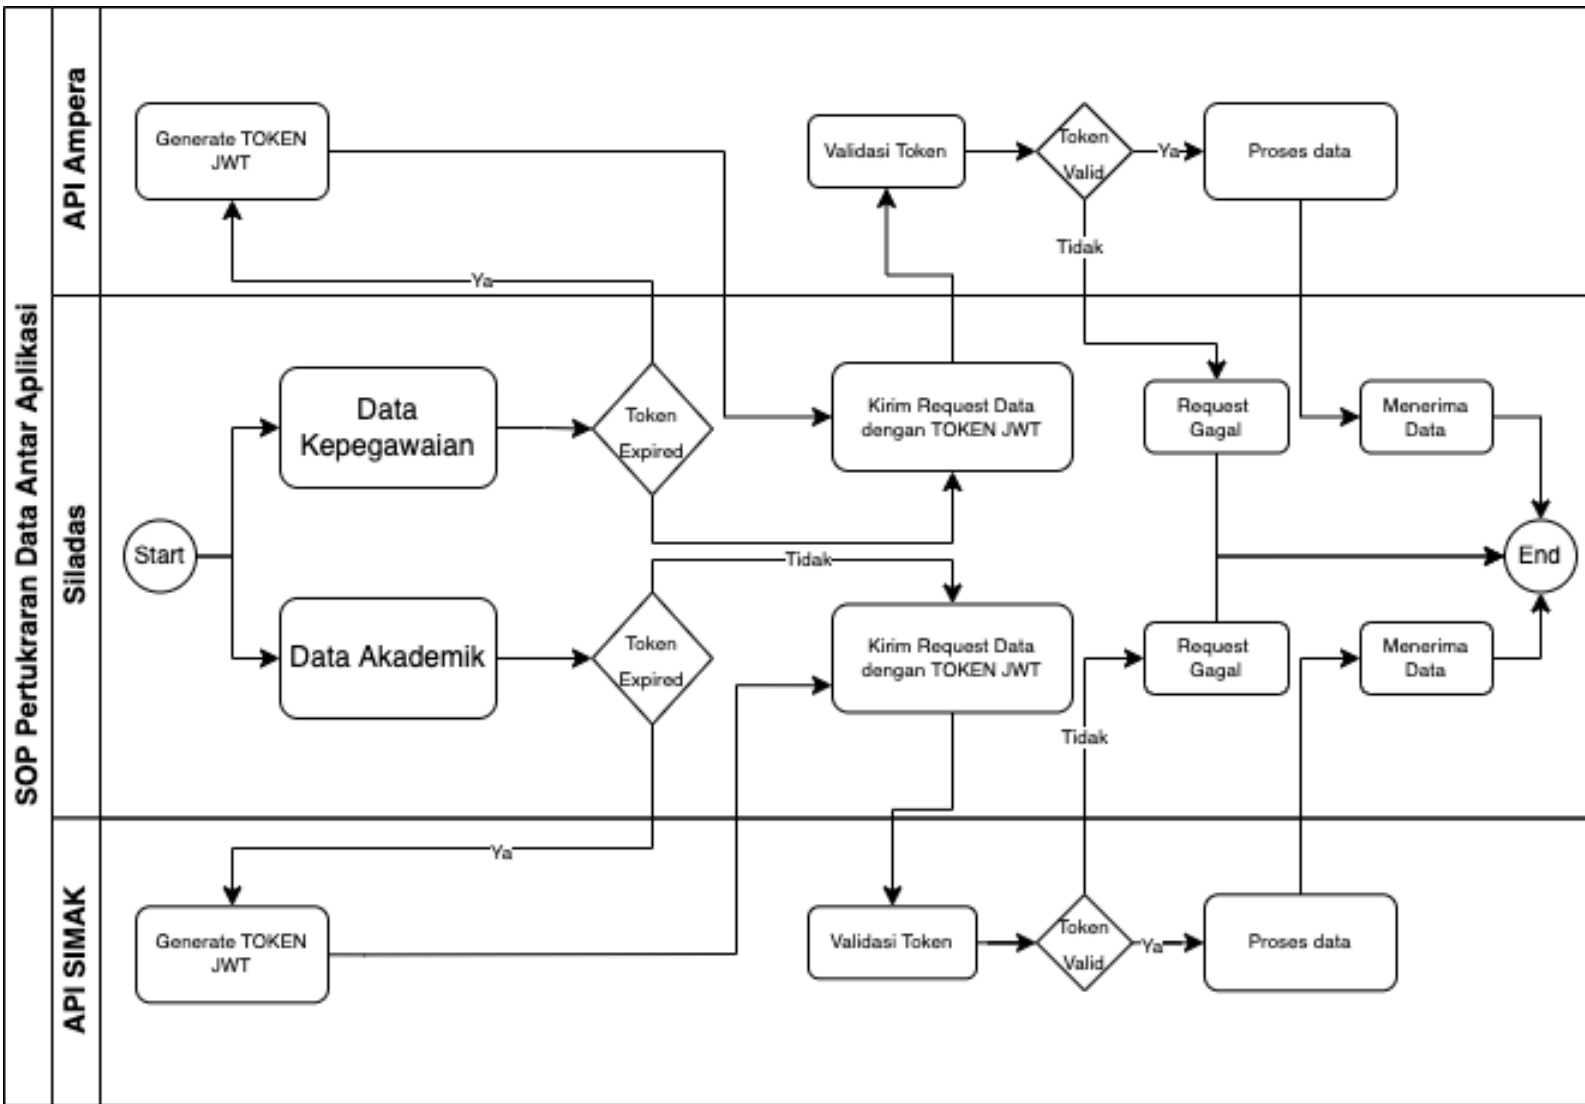 SOP Pertukraran Data Antar Aplikasi
API Ampera
Generate TOKEN
JWT
Validasi Token
Token
Valid
Ya
Proses data
Tidak
Ya
Siladas
Start
Data
Kepegawaian
Token
Expired
Kirim Request Data
dengan TOKEN JWT
Request
Gagal
Menerima
Data
Tidak
End
Data Akademik
Token
Expired
Kirim Request Data
dengan TOKEN JWT
Request
Gagal
Menerima
Data
Tidak
API SIMAK
Ya
Generate TOKEN
JWT
Validasi Token
Token
Valid
Ya
Proses data